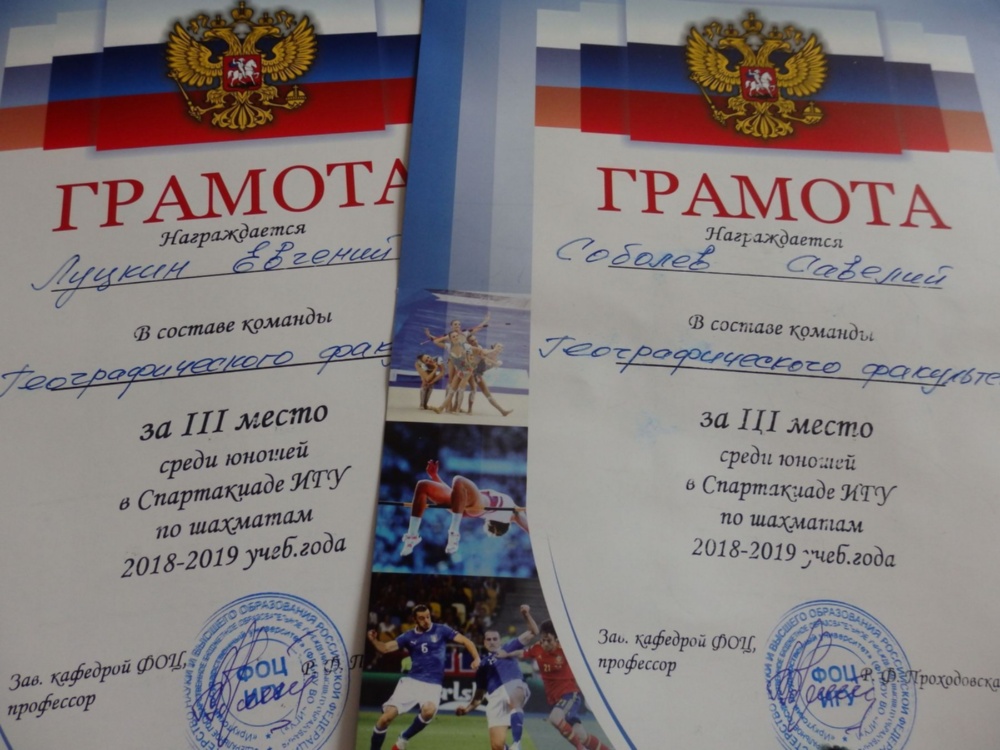 ГРАМОТА
Награждается
Луцкин Евгений
В составе команды
Географического фак
за III место
среди юношей
в Спартакиаде ИГУ
по шахматам
2018-2019 учеб.года
Зав. кафедрой ФОЦ,
профессор
ФОЦ
ИГУ
ГРАМОТА
Награждается
Соболев Савелий
В составе команды
Географического факульте
за III место
среди юношей
в Спартакиаде ИГУ
по шахматам
2018-2019 учеб.года
Зав. кафедрой ФОЦ,
профессор
Р. Ф. Проходовска
ФОЦ
ИГУ
6